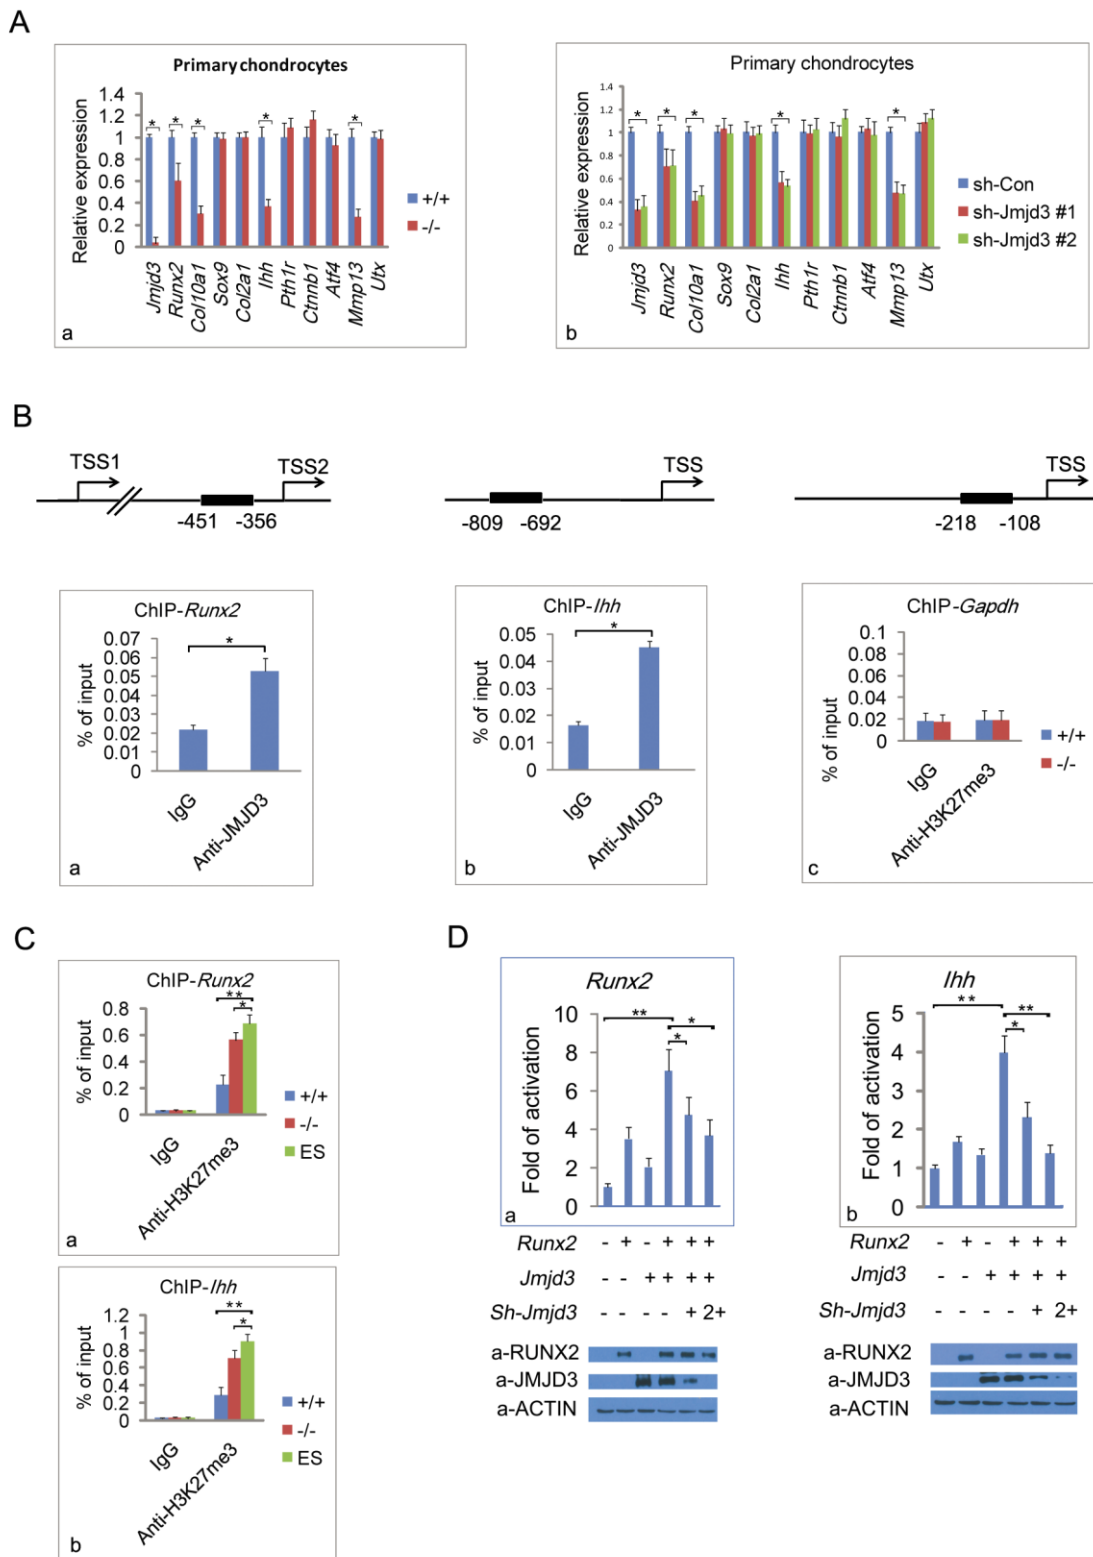 A
Primary chondrocytes
Relative expression
1.4
1.2
1
0.8
0.6
0.4
0.2
0
* * * * *
Jmjd3 Runx2 Col10a1 Sox9 Col2a1 Ihh Pth1r Ctnnb1 Atf4 Mmp13 Utx
+/+
-/-
a
Primary chondrocytes
Relative expression
1.4
1.2
1
0.8
0.6
0.4
0.2
0
* * * * *
Jmjd3 Runx2 Col10a1 Sox9 Col2a1 Ihh Pth1r Ctnnb1 Atf4 Mmp13 Utx
sh-Con
sh-Jmjd3 #1
sh-Jmjd3 #2
b
B
TSS1 TSS2
-451 -356
TSS
-809 -692
TSS
-218 -108
ChIP-Runx2
% of input
0.07
0.06
0.05
0.04
0.03
0.02
0.01
0
*
IgG Anti-JMJD3
a
ChIP-Ihh
% of input
0.05
0.04
0.03
0.02
0.01
0
*
IgG Anti-JMJD3
b
ChIP-Gapdh
% of input
0.1
0.08
0.06
0.04
0.02
0
IgG Anti-H3K27me3
+/+
-/-
c
C
ChIP-Runx2
% of input
0.8
0.6
0.4
0.2
0
**
*
IgG Anti-H3K27me3
+/+
-/-
ES
a
ChIP-Ihh
% of input
1.2
1
0.8
0.6
0.4
0.2
0
**
*
IgG Anti-H3K27me3
+/+
-/-
ES
b
D
Runx2
Fold of activation
10
8
6
4
2
0
** *
*
a
Runx2 - + - + + +
Jmjd3 - - + + + +
Sh-Jmjd3 + 2+
a-RUNX2
a-JMJD3
a-ACTIN
Ihh
Fold of activation
5
4
3
2
1
0
** **
*
b
Runx2 - + - + + +
Jmjd3 - - + + + +
Sh-Jmjd3 + 2+
a-RUNX2
a-JMJD3
a-ACTIN